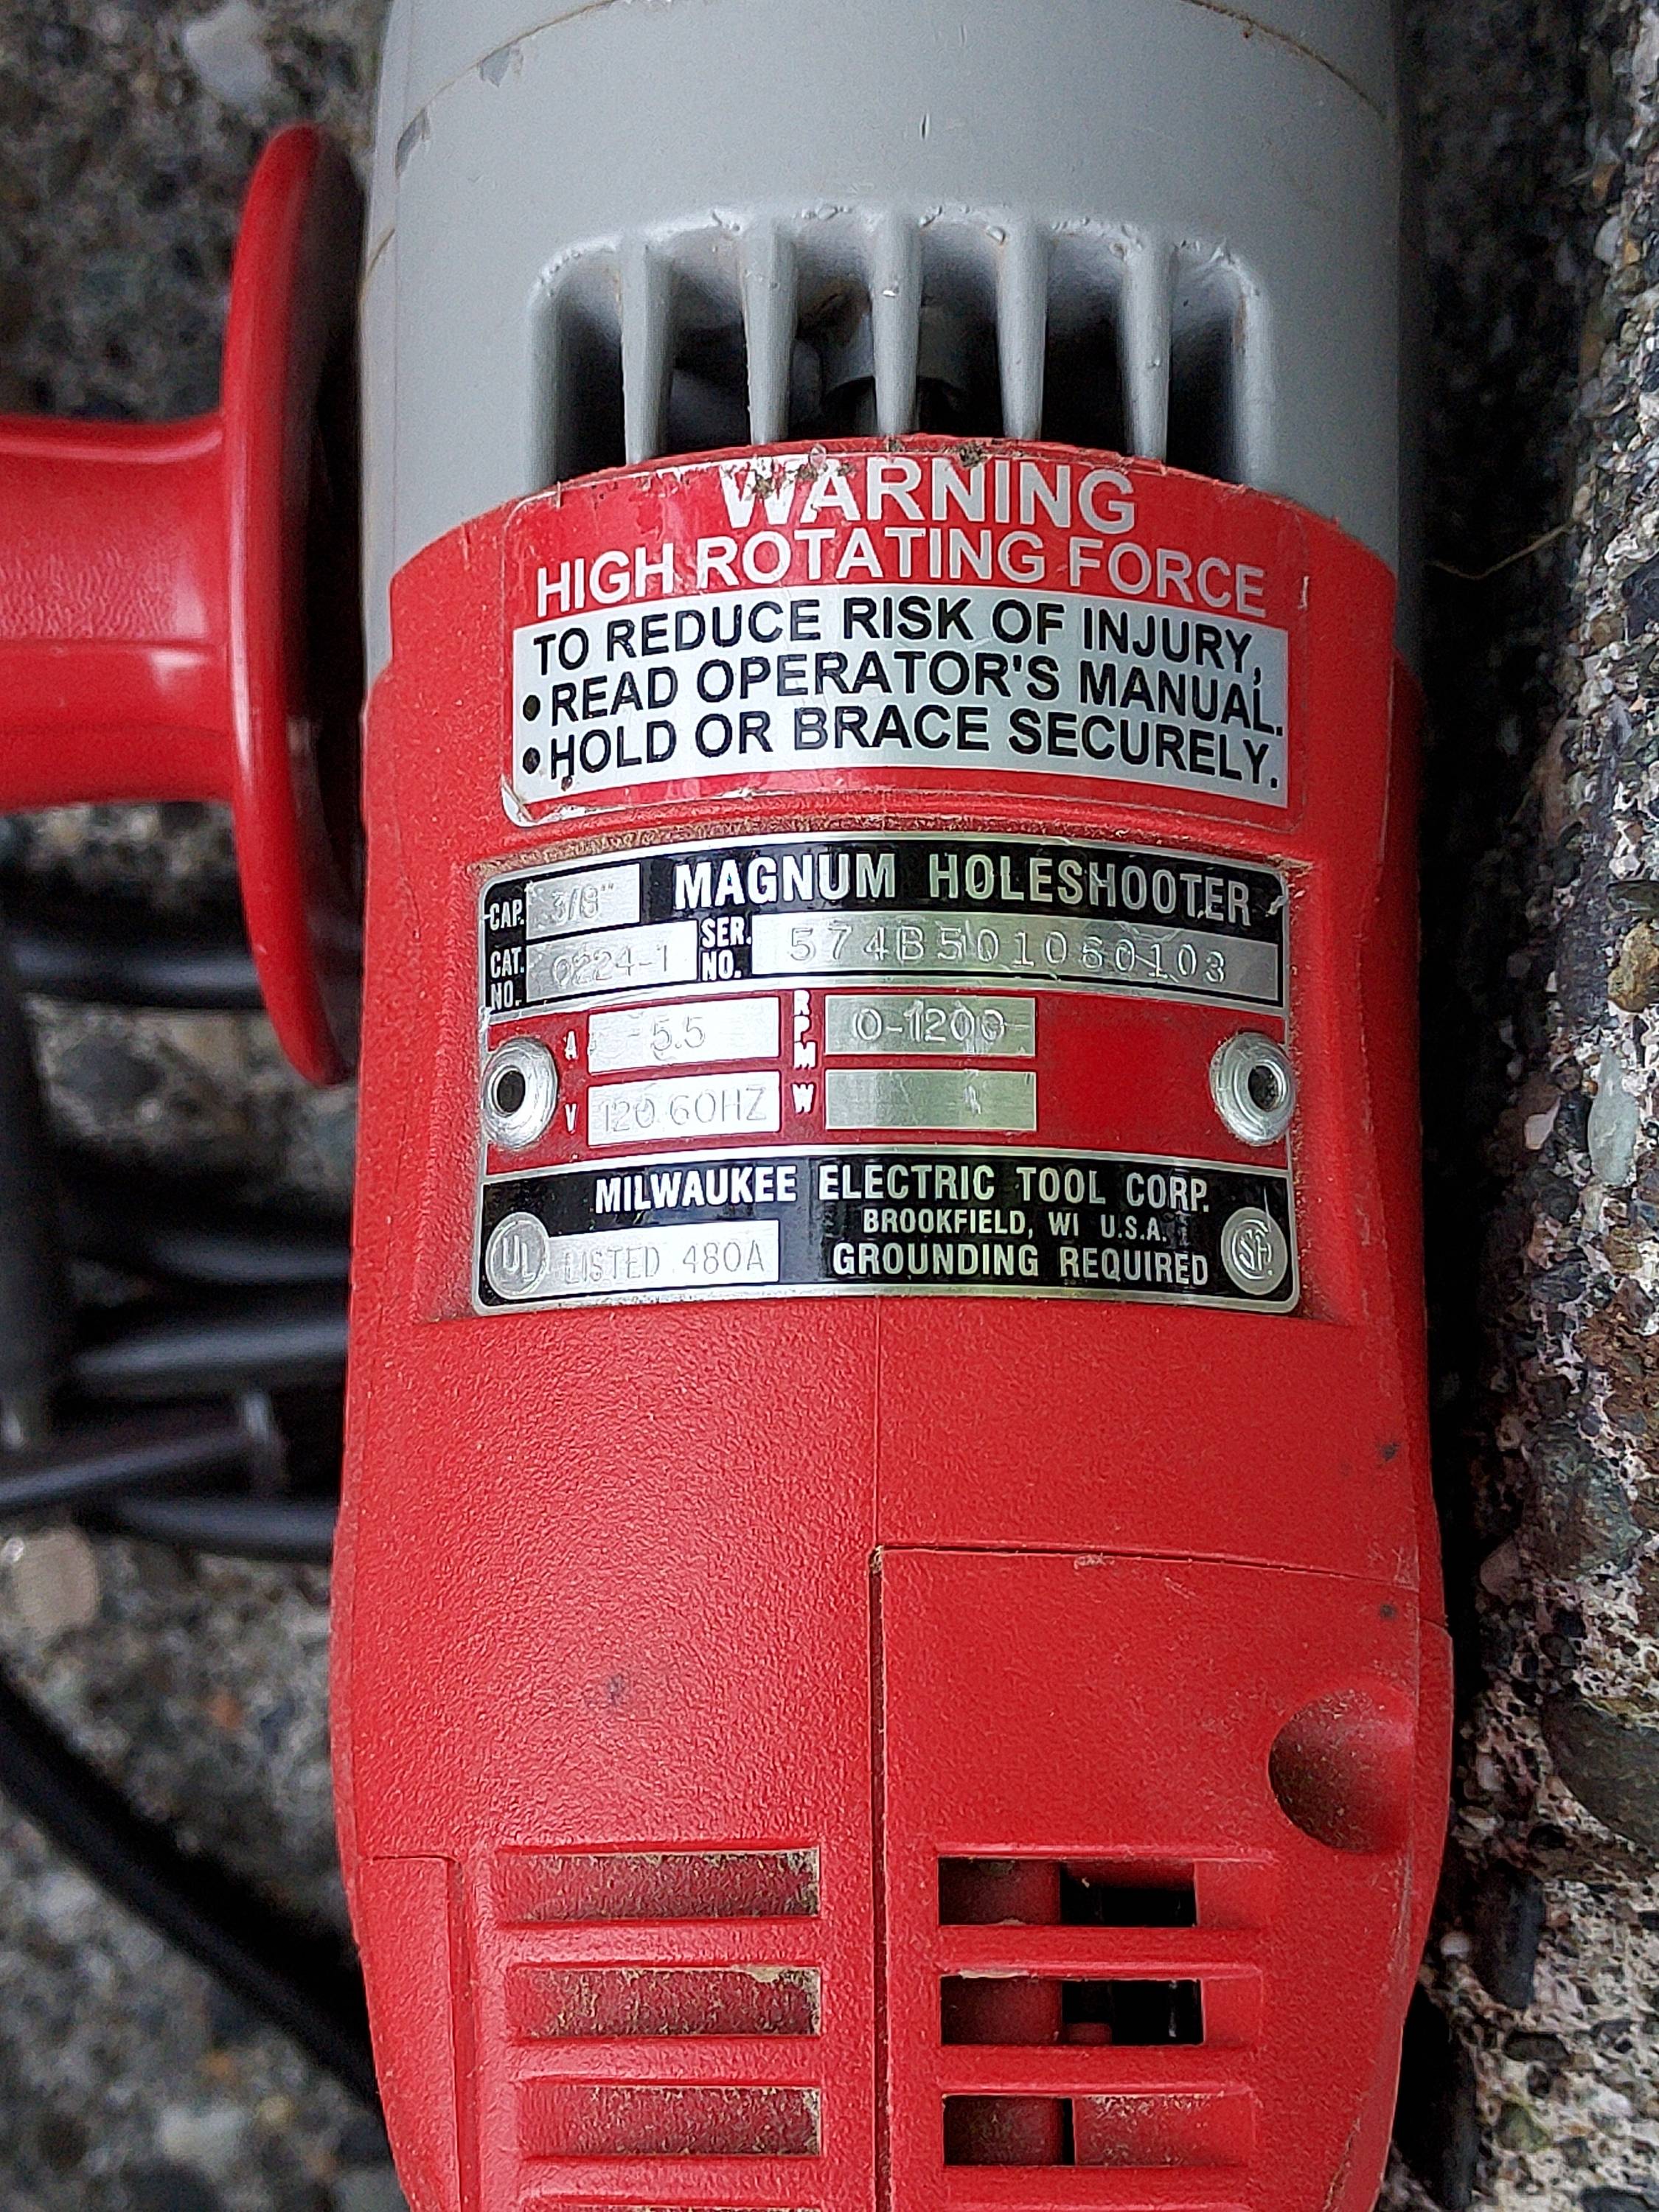 WARNING
HIGH ROTATING FORCE
TO REDUCE RISK OF INJURY,
• READ OPERATOR'S MANUAL.
• HOLD OR BRACE SECURELY.
CAP. 3/8" MAGNUM HOLESHOOTER
CAT. NO. 0224-1 SER. NO. 574B501060103
A 5.5 RPM 0-1200
V 120 60HZ W
MILWAUKEE ELECTRIC TOOL CORP.
BROOKFIELD, WI U.S.A.
UL LISTED 480A GROUNDING REQUIRED